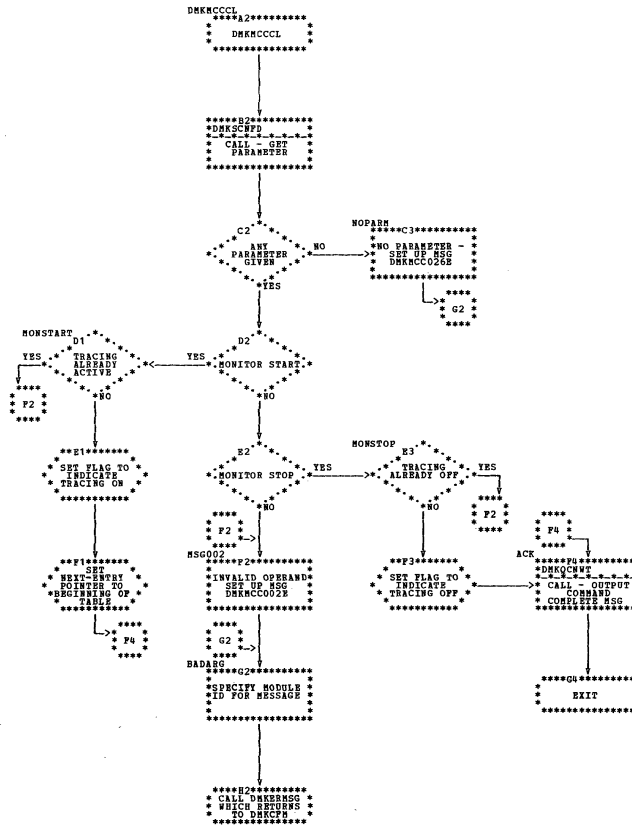 DMKMCCCL
A2
DMKMCCCL
B2
DMKSCNFD
CALL - GET
PARAMETER
C2
ANY
PARAMETER
GIVEN
NO
YES
NOPARM
C3
NO PARAMETER -
SET UP MSG
DMKMCC026E
G2
MONSTART
D1
TRACING
ALREADY
ACTIVE
YES
NO
F2
D2
MONITOR START
YES
NO
E1
SET FLAG TO
INDICATE
TRACING ON
E2
MONITOR STOP
YES
NO
MONSTOP
E3
TRACING
ALREADY OFF
YES
NO
F2
F2
F4
F1
SET
NEXT-ENTRY
POINTER TO
BEGINNING OF
TABLE
F4
MSG002
F2
INVALID OPERAND
SET UP MSG
DMKMCC002E
F3
SET FLAG TO
INDICATE
TRACING OFF
ACK
F4
DMKQCNWT
CALL - OUTPUT
COMMAND
COMPLETE MSG
G2
BADARG
G2
SPECIFY MODULE
ID FOR MESSAGE
G4
EXIT
H2
CALL DMKERMSG
WHICH RETURNS
TO DMKCFM